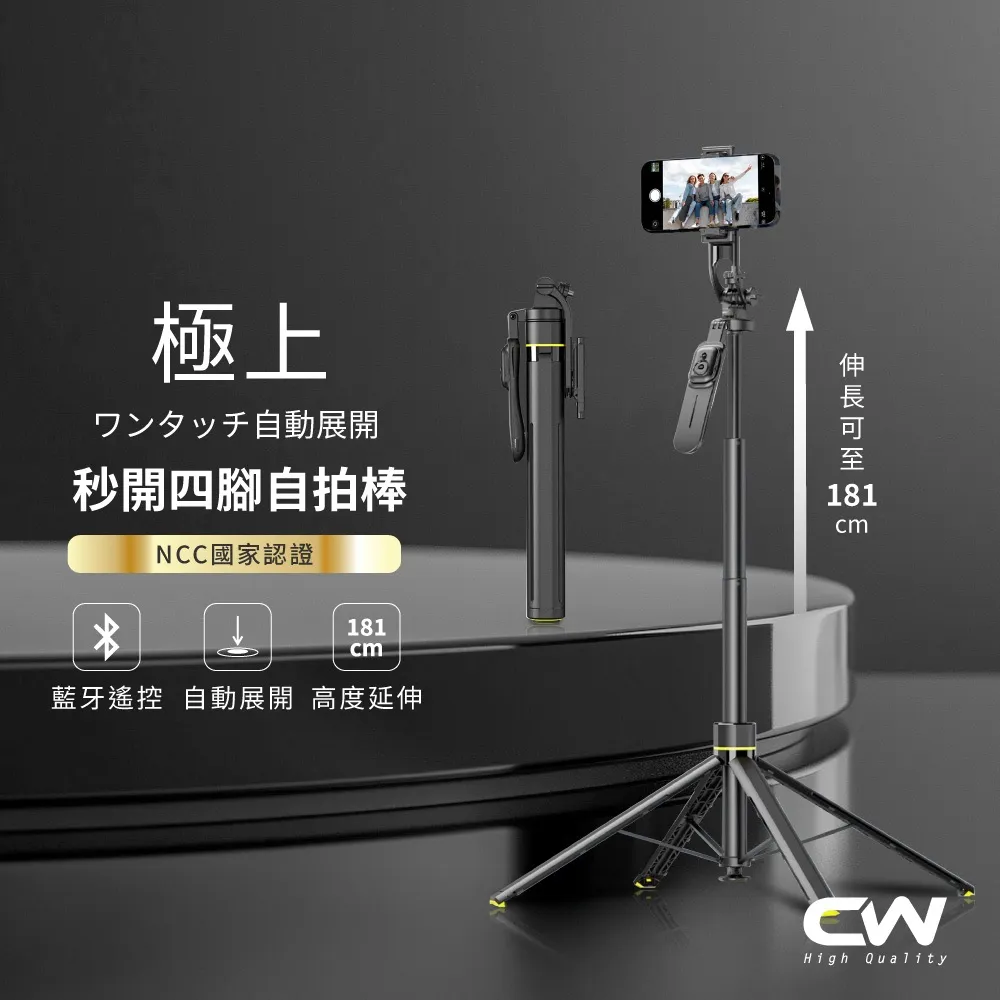 極上
ワンタッチ自動展開
秒開四腳自拍棒
NCC國家認證
181
cm
藍牙遙控
自動展開
高度延伸
伸長可至
181
cm
CW
High Quality